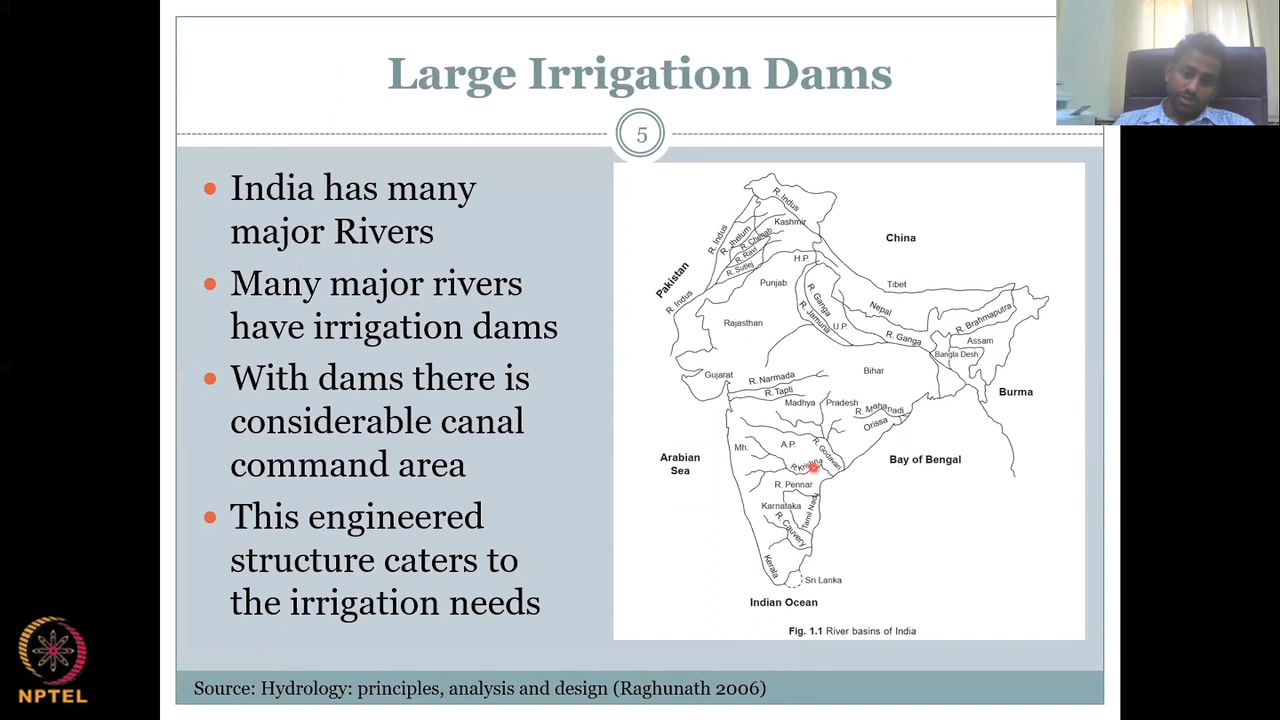 Large Irrigation Dams
5
• India has many
major Rivers
• Many major rivers
have irrigation dams
• With dams there is
considerable canal
command area
• This engineered
structure caters to
the irrigation needs
R. Indus
Kashmir
R. Indus
R. Jhelum
R. Chenab
R. Ravi
R. Sutlej
China
H.P.
Pakistan
Punjab
R. Indus
Tibet
R. Ganga
R. Jamuna
Nepal
U.P.
R. Brahmaputra
Rajasthan
R. Ganga
Assam
Bangla Desh
Gujarat
R. Narmada
Bihar
R. Tapti
Burma
Madhya Pradesh
R. Mahanadi
Orissa
Mh.
A.P.
R. Godavari
Arabian
Sea
R. Krishna
Bay of Bengal
R. Pennar
Karnataka
Tamil Nadu
R. Cauvery
Kerala
Sri Lanka
Indian Ocean
Fig. 1.1 River basins of India
NPTEL
Source: Hydrology: principles, analysis and design (Raghunath 2006)